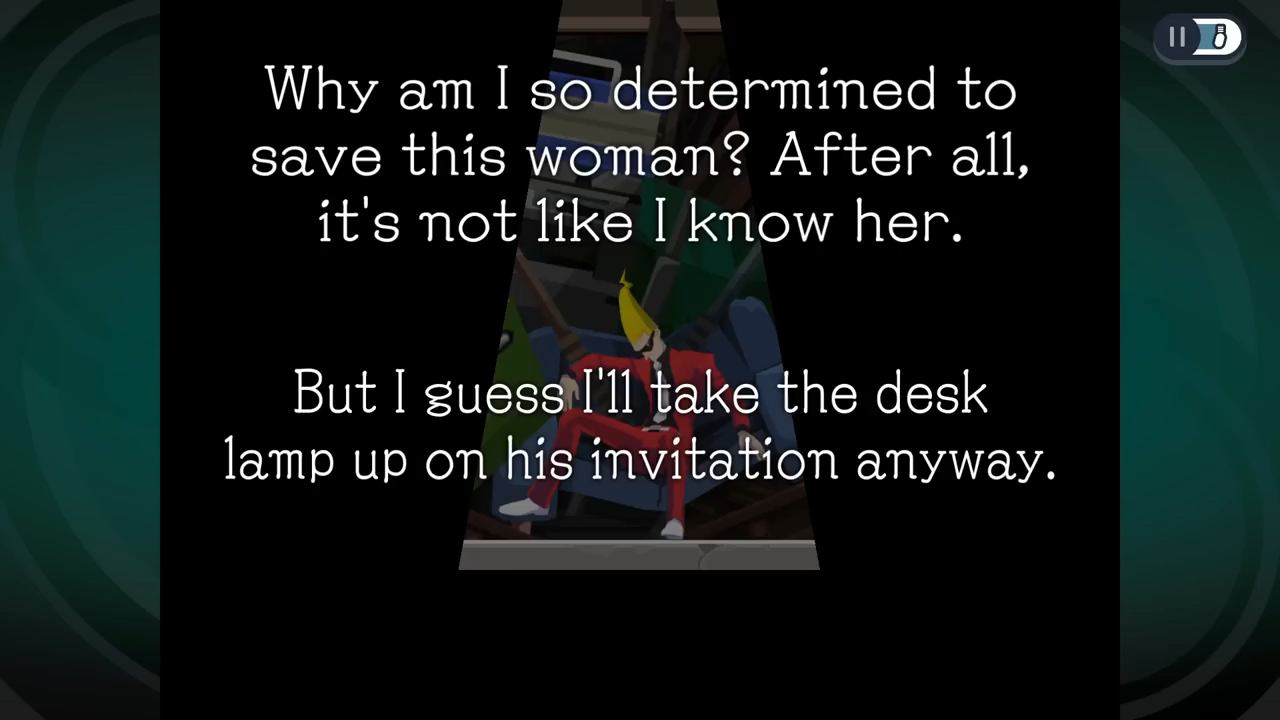 Why am I so determined to
save this woman? After all,
it's not like I know her.
But I guess I'll take the desk
lamp up on his invitation anyway.